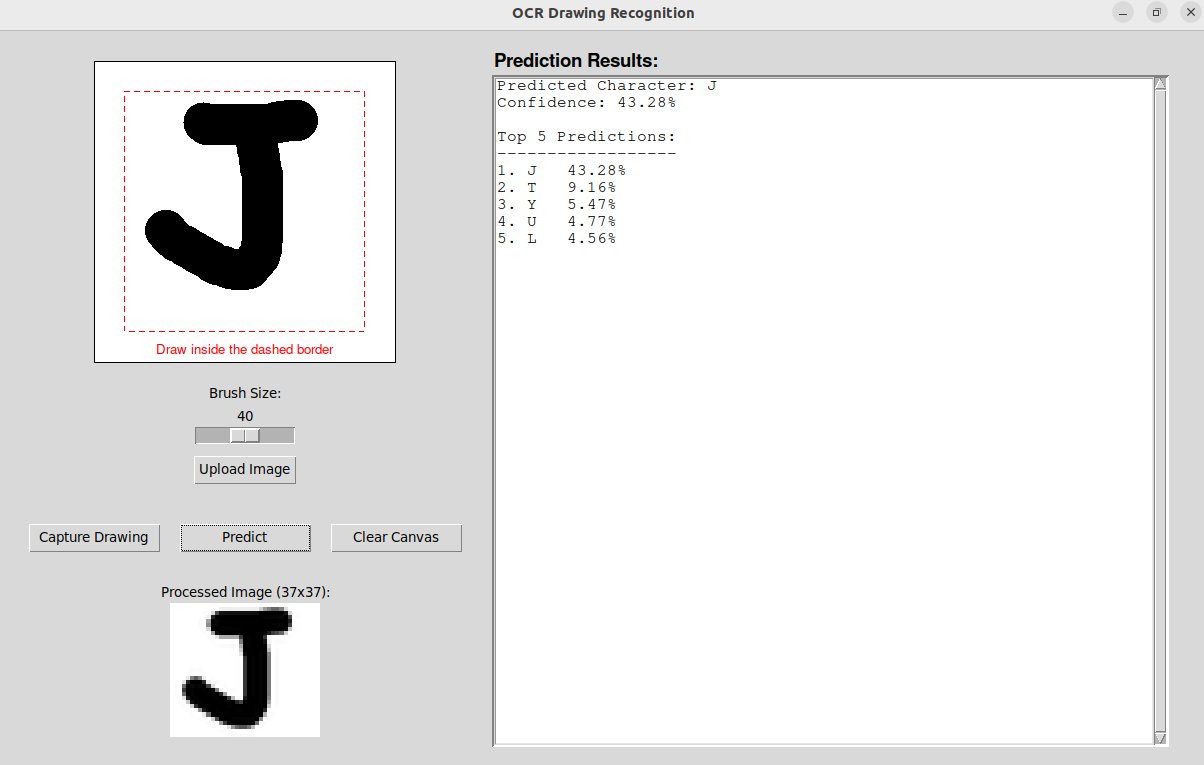 OCR Drawing Recognition
J
Draw inside the dashed border
Brush Size:
40
Upload Image
Capture Drawing
Predict
Clear Canvas
Processed Image (37x37):
J
Prediction Results:
Predicted Character: J
Confidence: 43.28%
Top 5 Predictions:
------------------
1. J 43.28%
2. T 9.16%
3. Y 5.47%
4. U 4.77%
5. L 4.56%